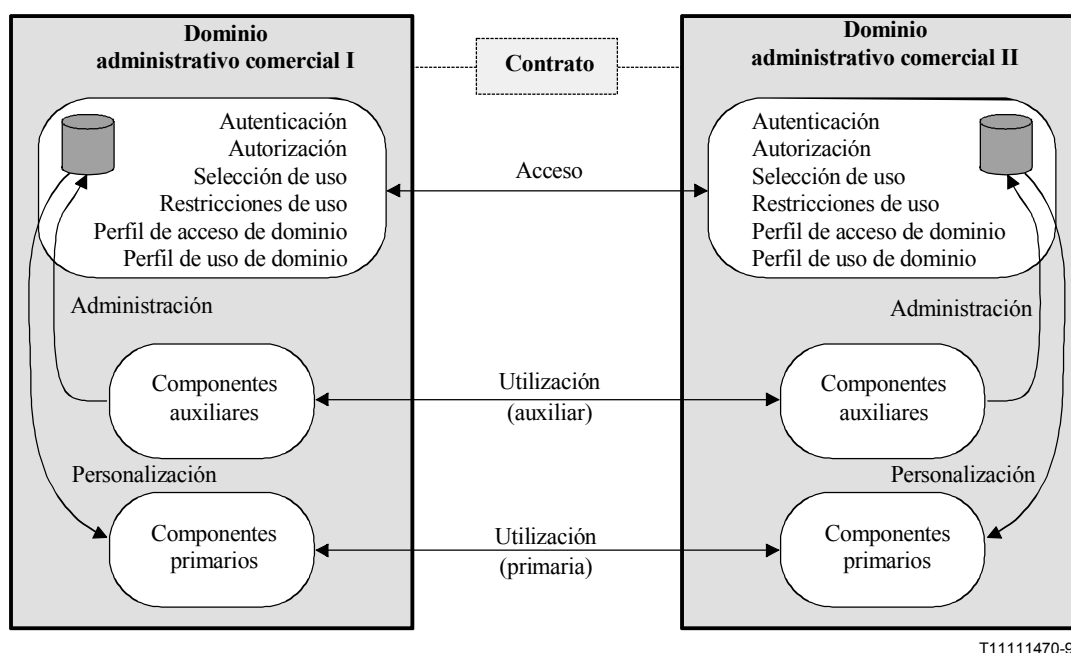 Dominio
administrativo comercial I
Contrato
Dominio
administrativo comercial II
Autenticación
Autorización
Selección de uso
Restricciones de uso
Perfil de acceso de dominio
Perfil de uso de dominio
Acceso
Autenticación
Autorización
Selección de uso
Restricciones de uso
Perfil de acceso de dominio
Perfil de uso de dominio
Administración
Administración
Componentes
auxiliares
Utilización
(auxiliar)
Componentes
auxiliares
Personalización
Personalización
Componentes
primarios
Utilización
(primaria)
Componentes
primarios
T11111470-9